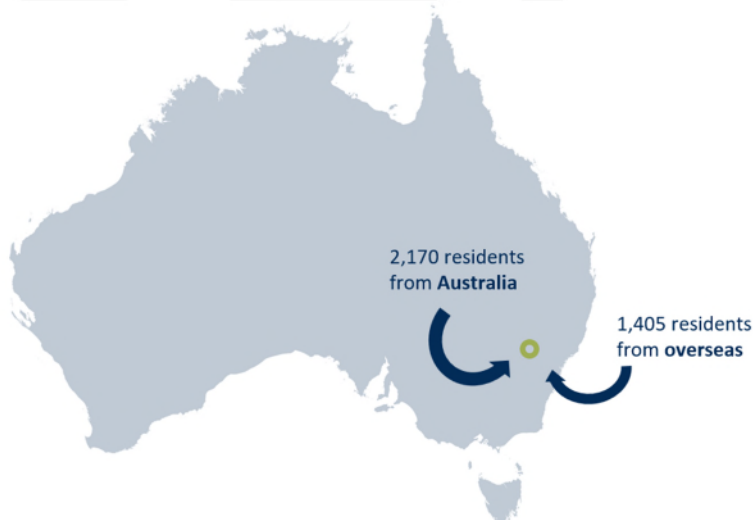 2,170 residents
from Australia
1,405 residents
from overseas